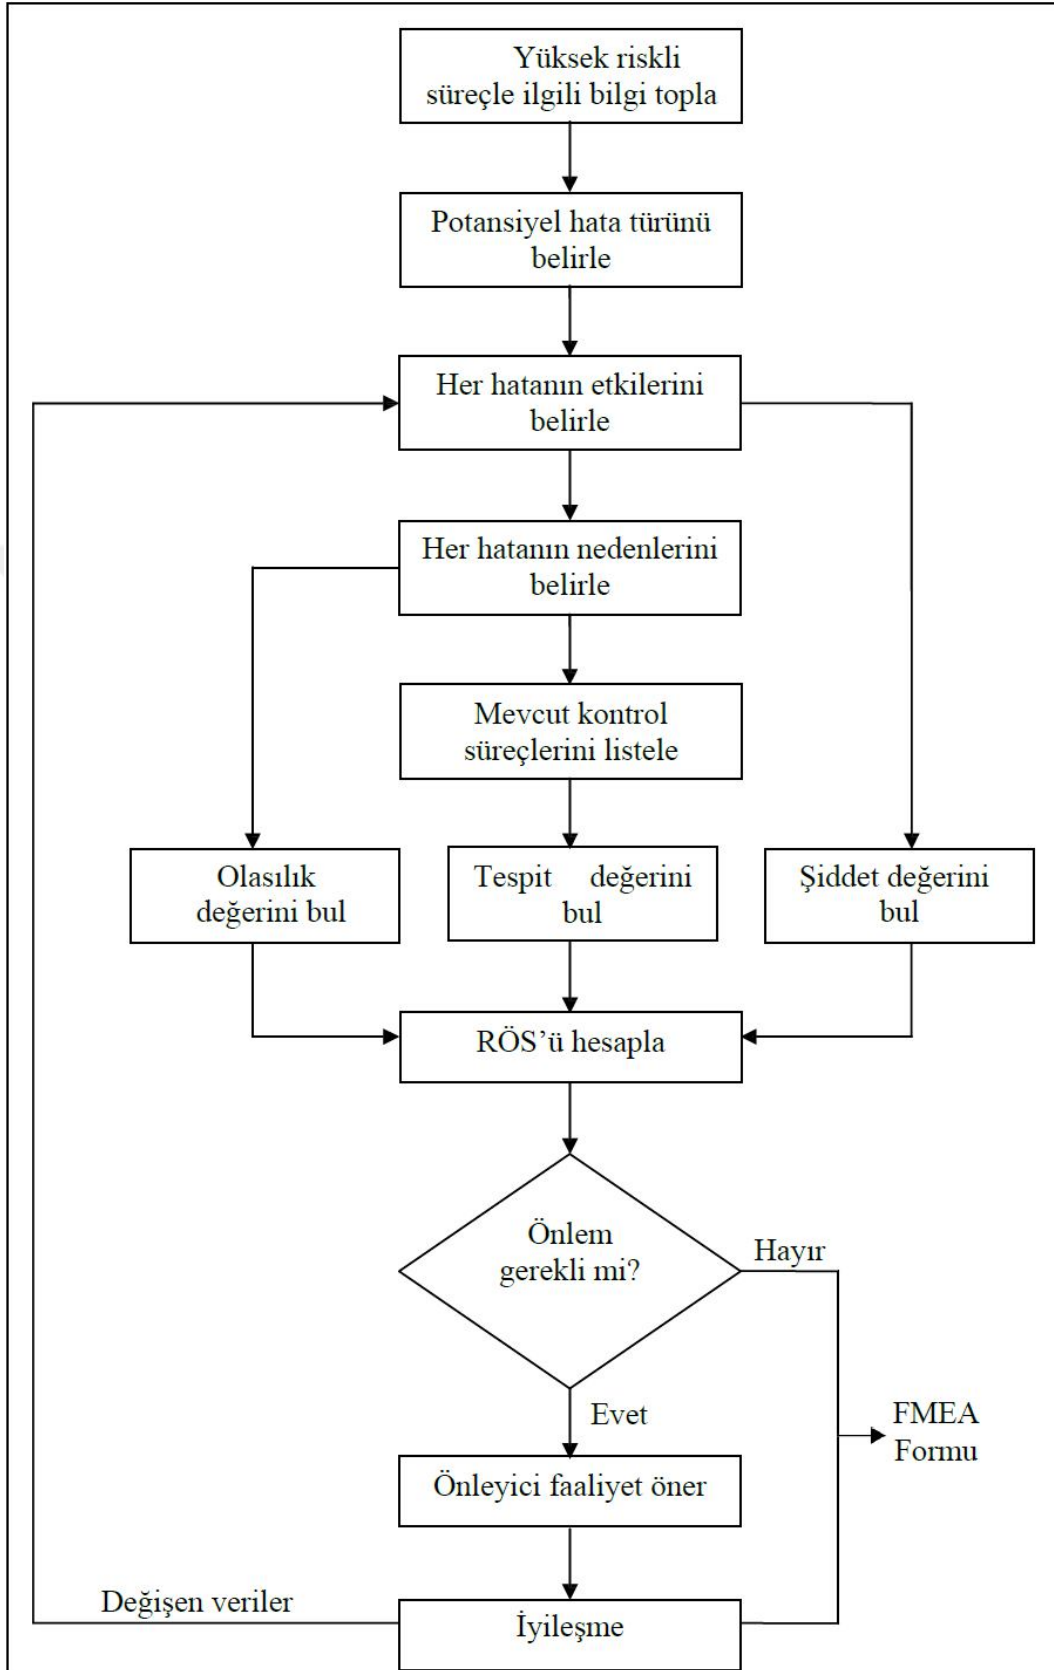 Yüksek riskli
süreçle ilgili bilgi topla
Potansiyel hata türünü
belirle
Her hatanın etkilerini
belirle
Her hatanın nedenlerini
belirle
Mevcut kontrol
süreçlerini listele
Olasılık
değerini bul
Tespit değerini
bul
Şiddet değerini
bul
RÖS’ü hesapla
Önlem
gerekli mi?
Hayır
Evet
FMEA
Formu
Önleyici faaliyet öner
Değişen veriler
İyileşme